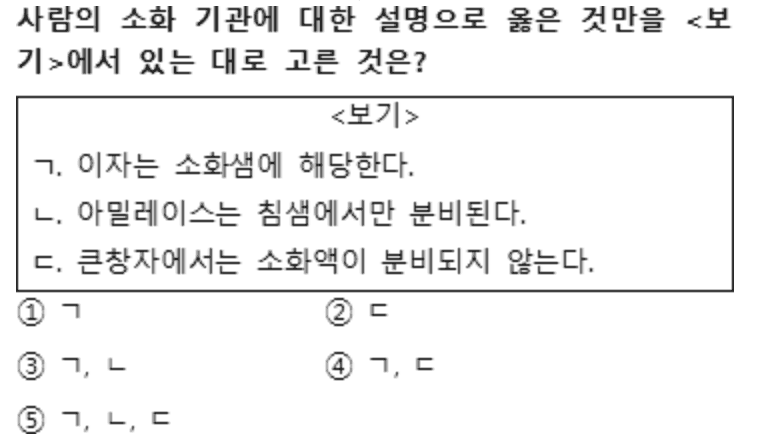 사람의 소화 기관에 대한 설명으로 옳은 것만을 <보
기>에서 있는 대로 고른 것은?
<보기>
ㄱ. 이자는 소화샘에 해당한다.
ㄴ. 아밀레이스는 침샘에서만 분비된다.
ㄷ. 큰창자에서는 소화액이 분비되지 않는다.
① ㄱ ② ㄷ
③ ㄱ, ㄴ ④ ㄱ, ㄷ
⑤ ㄱ, ㄴ, ㄷ